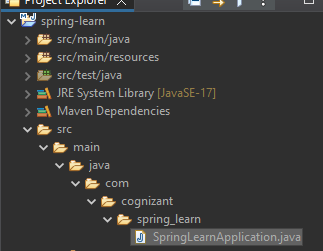 Project Explorer
spring-learn
src/main/java
src/main/resources
src/test/java
JRE System Library [JavaSE-17]
Maven Dependencies
src
main
java
com
cognizant
spring_learn
SpringLearnApplication.java